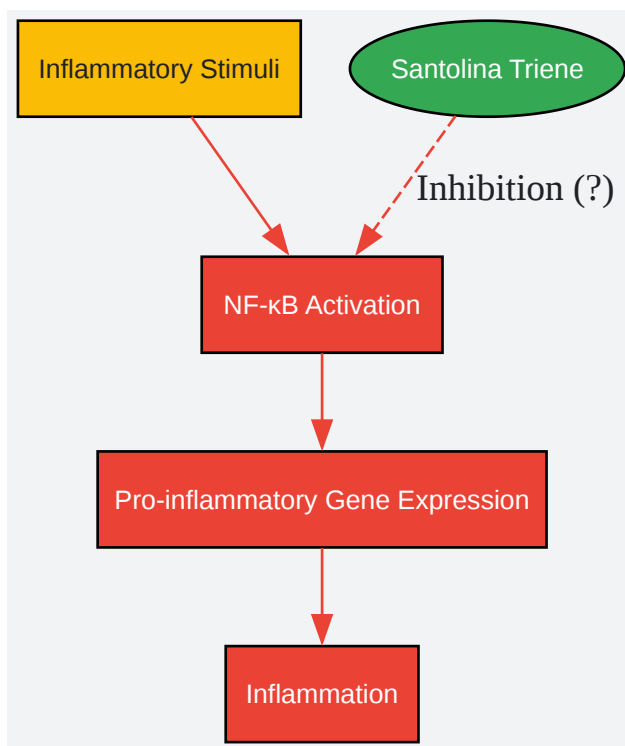 Inflammatory Stimuli
Santolina Triene
Inhibition (?)
NF-κB Activation
Pro-inflammatory Gene Expression
Inflammation